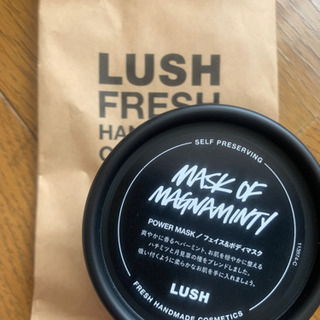 LUSH
FRESH
HAN
SELF PRESERVING
MASK OF
MAGNAMINTY
POWER MASK / フェイス&ボディマスク
爽やかに香るペパーミント、お肌を健やかに整える
ハチミツと月見草の種をブレンドしました。
吸い付くように柔らかなお肌を手に入れましょう。
LUSH
FRESH HANDMADE COSMETICS